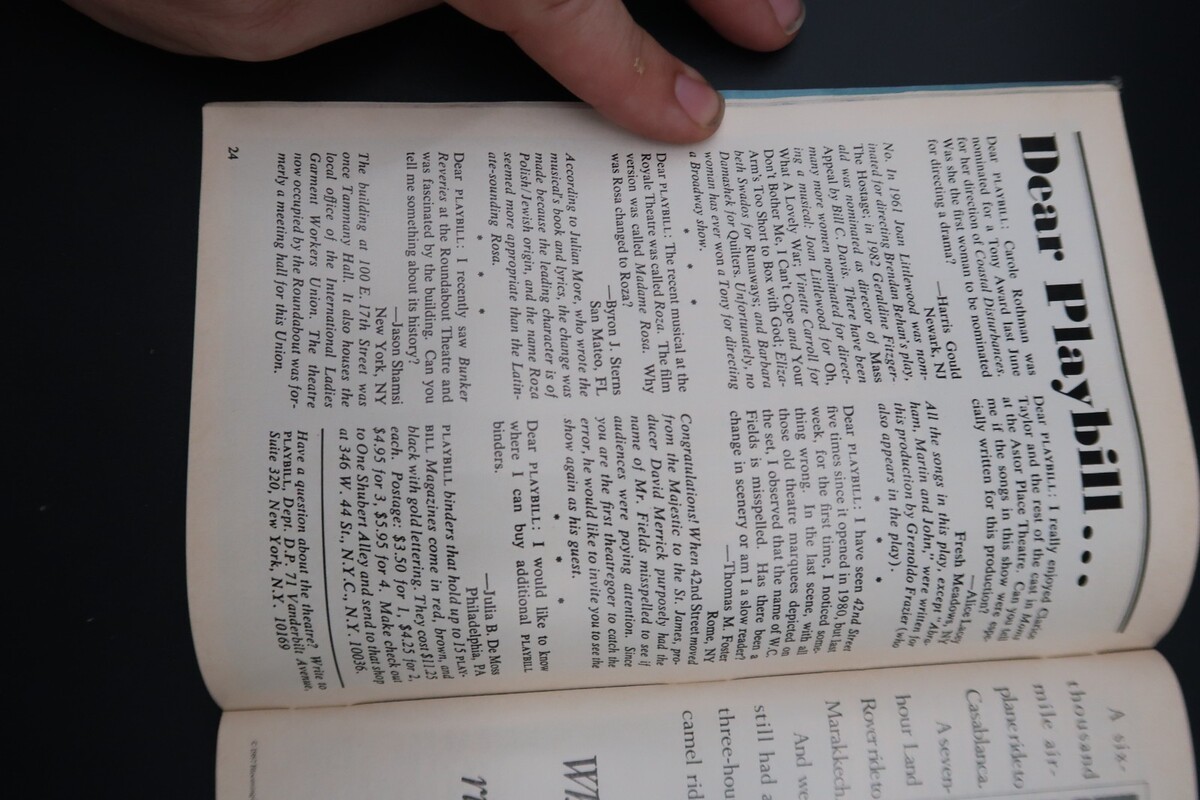 Dear Playbill...
Dear PLAYBILL: Carole Rothman was
nominated for a Tony Award last June
for her direction of Coastal Disturbances.
Was she the first woman to be nominated
for directing a drama?
—Harris Gould
Newark, NJ
No. In 1961 Joan Littlewood was nom-
inated for directing Brendan Behan's play,
The Hostage; in 1982 Geraldine Fitzger-
ald was nominated as director of Mass
Appeal by Bill C. Davis. There have been
many more women nominated for direct-
ing a musical: Joan Littlewood for Oh,
What A Lovely War; Vinette Carroll for
Don't Bother Me, I Can't Cope and Your
Arm's Too Short to Box with God; Eliza-
beth Swados for Runaways; and Barbara
Damashek for Quilters. Unfortunately, no
woman has ever won a Tony for directing
a Broadway show.
• • •
Dear PLAYBILL: The recent musical at the
Royale Theatre was called Roza. The film
version was called Madame Rosa. Why
was Rosa changed to Roza?
—Byron J. Sterns
San Mateo, FL
According to Julian More, who wrote the
musical's book and lyrics, the change was
made because the leading character is of
Polish/Jewish origin, and the name Roza
seemed more appropriate than the Latin-
ate-sounding Rosa.
• • •
Dear PLAYBILL: I recently saw Bunker
Reveries at the Roundabout Theatre and
was fascinated by the building. Can you
tell me something about its history?
—Jason Shamsi
New York, NY
The building at 100 E. 17th Street was
once Tammany Hall. It also houses the
local office of the International Ladies
Garment Workers Union. The theatre
now occupied by the Roundabout was for-
merly a meeting hall for this Union.
24
Dear PLAYBILL: I really enjoyed
Taylor and the rest of the cast in
at the Astor Place Theatre. Can you tell
me if the songs in this show were espe-
cially written for this production?
—Alice
Fresh Meadows, NY
All the songs in this play, except "Abra-
ham, Martin and John," were written for
this production by Grenoldo Frazier (who
also appears in the play).
• • •
Dear PLAYBILL: I have seen 42nd Street
five times since it opened in 1980, but last
week, for the first time, I noticed some-
thing wrong. In the last scene, with all
those old theatre marquees depicted on
the set, I observed that the name of W.C.
Fields is misspelled. Has there been a
change in scenery or am I a slow reader?
—Thomas M. Foster
Rome, NY
Congratulations! When 42nd Street moved
from the Majestic to the St. James, pro-
ducer David Merrick purposely had the
name of Mr. Fields misspelled to see if
audiences were paying attention. Since
you are the first theatregoer to catch the
error, he would like to invite you to see the
show again as his guest.
• • •
Dear PLAYBILL: I would like to know
where I can buy additional PLAYBILL
binders.
—Julia B. De Moss
Philadelphia, PA
PLAYBILL binders that hold up to 15 PLAY-
BILL Magazines come in red, brown, and
black with gold lettering. They cost $11.25
each. Postage: $3.50 for 1, $4.25 for 2,
$4.95 for 3, $5.95 for 4. Make check out
to One Shubert Alley and send to that shop
at 346 W. 44 St., N.Y.C., N.Y. 10036.
Have a question about the theatre? Write to
PLAYBILL, Dept. D.P. 71 Vanderbilt Avenue,
Suite 320, New York, N.Y. 10169
A six-
thousand
mile air-
plane ride to
Casablanca.
A seven-
hour Land
Rover ride to
Marakkech.
And we
still had a
three-hou
camel rid